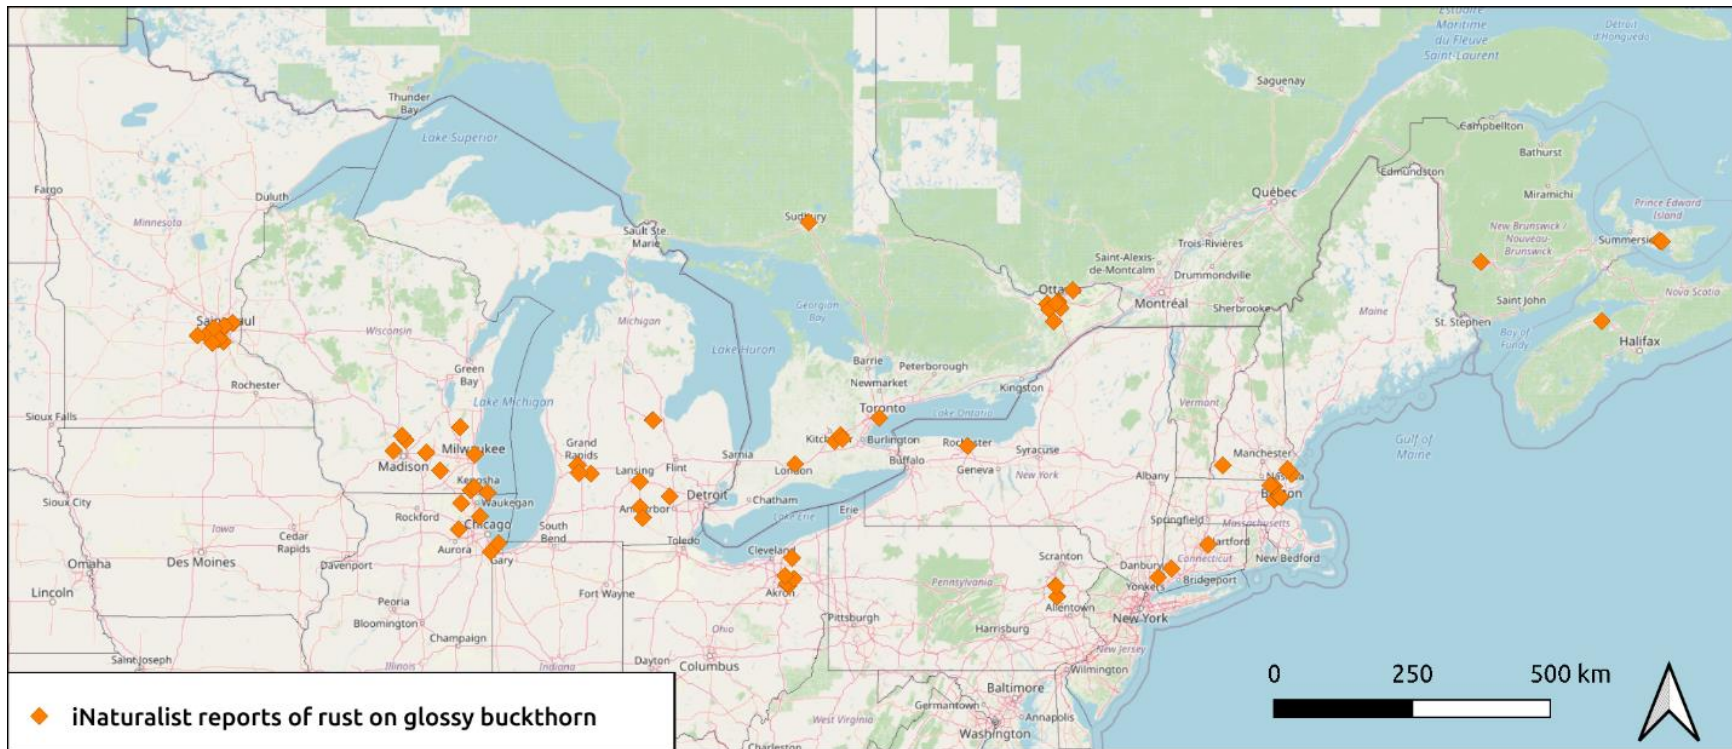 Estuaire
Maritime
du Fleuve
Saint-Laurent
Détroit
d'Honguedo
Saguenay
Thunder
Bay
Lake Superior
Campbellton
Bathurst
Edmundston
Fargo
Duluth
Québec
Miramichi
Minnesota
Sudbury
Prince Edward
Island
Sault Ste.
Marie
New Brunswick /
Nouveau-
Brunswick
Trois-Rivières
Saint-Alexis-
de-Montcalm
Drummondville
Nova Scotia
Montréal
Sherbrooke
Saint John
Georgian
Bay
Maine
St. Stephen
Michigan
Wisconsin
Bay of
Fundy
Halifax
Lake Huron
Barrie
Peterborough
Newmarket
Green
Bay
Rochester
Kingston
Lake Michigan
Vermont
Toronto
Lake Ontario
Sioux Falls
Gulf of
Maine
Grand
Rapids
Burlington
Milwaukee
Syracuse
Manchester
Sarnia
Buffalo
Madison
Lansing
Flint
London
Geneva
New York
Albany
Sioux City
Waukegan
Detroit
Chatham
Rockford
Erie
Lake Erie
Springfield
Massachusetts
Iowa
Chicago
Cedar
Rapids
South
Bend
Toledo
Aurora
Cleveland
Scranton
Connecticut
New Bedford
Omaha
Des Moines
Davenport
Gary
Danbury
Bridgeport
Pennsylvania
Lincoln
Fort Wayne
Akron
Yonkers
Peoria
Allentown
New York
Bloomington
Pittsburgh
Ohio
Harrisburg
Champaign
New Jersey
Saint Joseph
Illinois
Indiana
Dayton
Columbus
Wilmington
0 250 500 km
Baltimore
Germantown
West Virginia
Annapolis
Washington
Charleston
iNaturalist reports of rust on glossy buckthorn